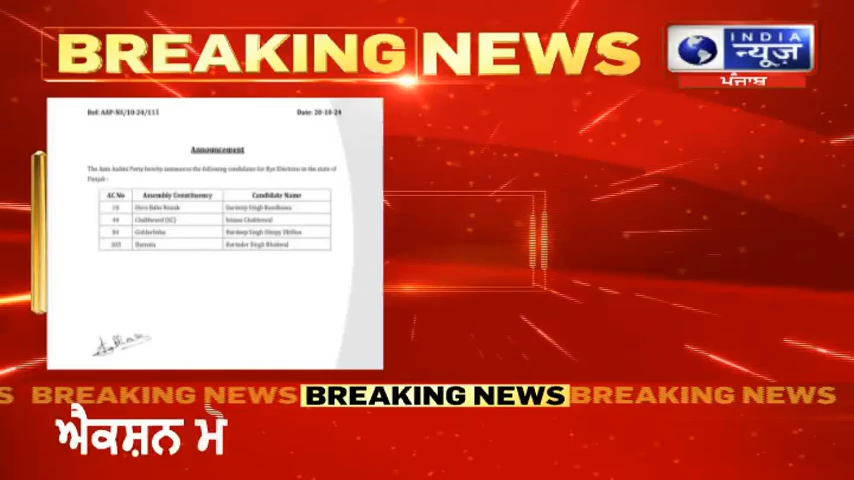 BREAKING NEWS
INDIA
न्यूज़
ਪੰਜਾਬ
Ref: AAP-NS/10-24/115 Date: 20-10-24
Announcement
The Aam Aadmi Party hereby announces the following candidates for Bye Elections in the state of
Punjab :
AC No Assembly Constituency Candidate Name
10 Dera Baba Nanak Gurdeep Singh Randhawa
44 Chabbewal (SC) Ishaan Chabbewal
84 Gidderbaha Hardeep Singh Dimpy Dhillon
103 Barnala Harinder Singh Dhaliwal
S BREAKING NEWS BREAKING NEWS BREAKING NEWS
ਐਕਸ਼ਨ ਮੋ